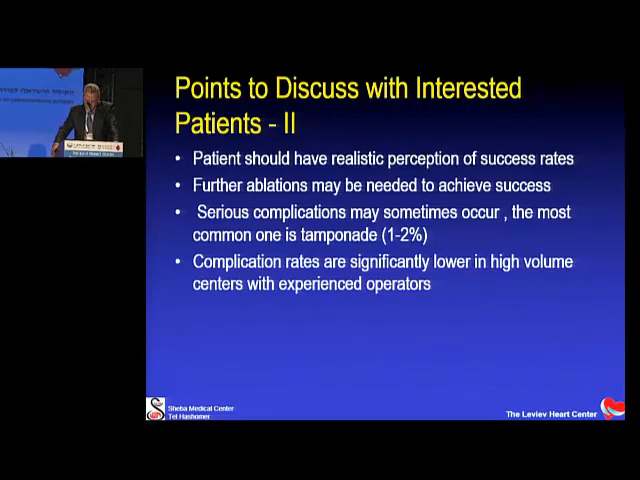 Points to Discuss with Interested
Patients - II
• Patient should have realistic perception of success rates
• Further ablations may be needed to achieve success
• Serious complications may sometimes occur , the most
common one is tamponade (1-2%)
• Complication rates are significantly lower in high volume
centers with experienced operators
Sheba Medical Center
Tel Hashomer
The Leviev Heart Center